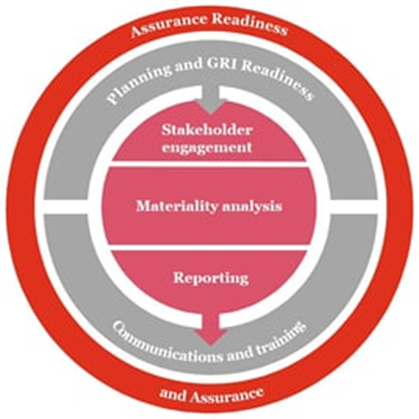 Assurance Readiness
Planning and GRI Readiness
Stakeholder
engagement
Materiality analysis
Reporting
Communications and training
and Assurance